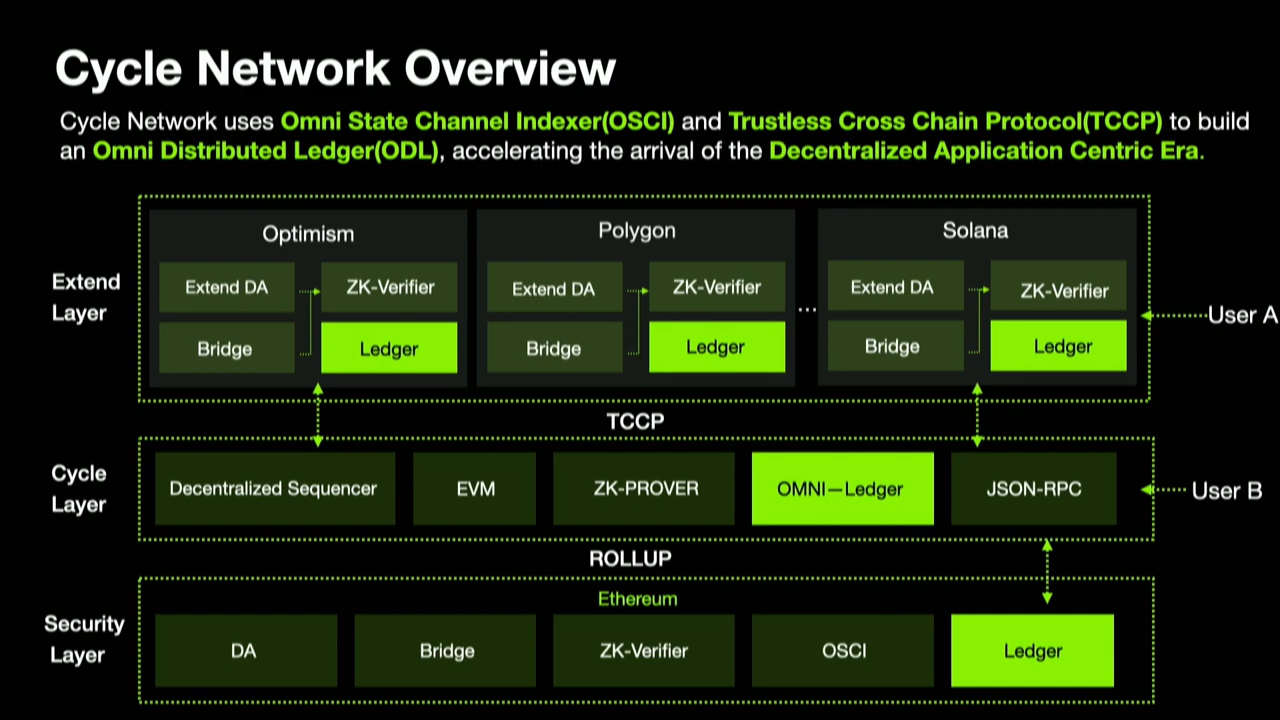 Cycle Network Overview
Cycle Network uses Omni State Channel Indexer(OSCI) and Trustless Cross Chain Protocol(TCCP) to build
an Omni Distributed Ledger(ODL), accelerating the arrival of the Decentralized Application Centric Era.
Extend
Layer
Optimism
Extend DA
ZK-Verifier
Bridge
Ledger
Polygon
Extend DA
ZK-Verifier
Bridge
Ledger
...
Solana
Extend DA
ZK-Verifier
Bridge
Ledger
User A
TCCP
Cycle
Layer
Decentralized Sequencer
EVM
ZK-PROVER
OMNI—Ledger
JSON-RPC
User B
ROLLUP
Security
Layer
Ethereum
DA
Bridge
ZK-Verifier
OSCI
Ledger